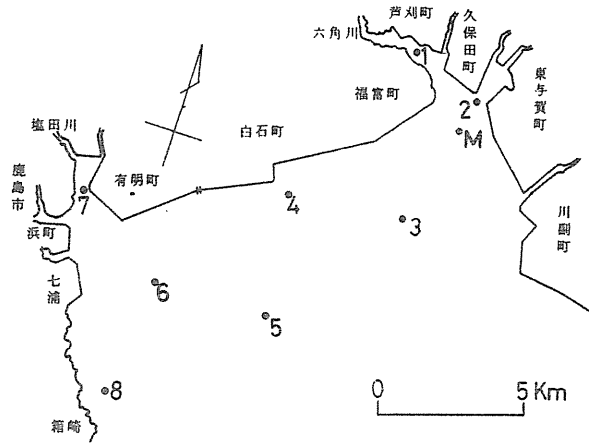 芦刈町
六角川
久保田町
1
東与賀町
福富町
2
M
塩田川
白石町
鹿島市
有明町
7
4
3
川副町
浜町
七浦
6
5
8
箱崎
0
5 Km